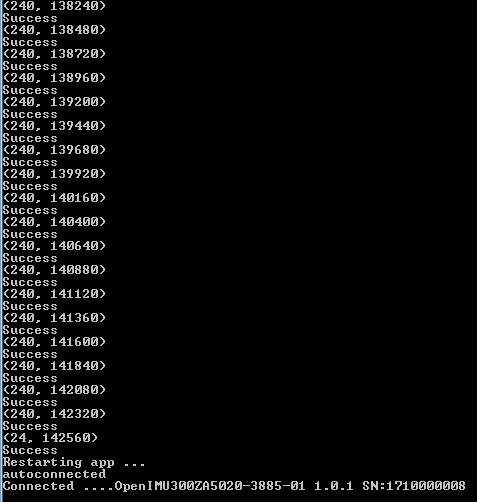 (240, 138240)
Success
(240, 138480)
Success
(240, 138720)
Success
(240, 138960)
Success
(240, 139200)
Success
(240, 139440)
Success
(240, 139680)
Success
(240, 139920)
Success
(240, 140160)
Success
(240, 140400)
Success
(240, 140640)
Success
(240, 140880)
Success
(240, 141120)
Success
(240, 141360)
Success
(240, 141600)
Success
(240, 141840)
Success
(240, 142080)
Success
(240, 142320)
Success
(24, 142560)
Success
Restarting app ...
autoconnected
Connected ....OpenIMU300ZA5020-3885-01 1.0.1 SN:1710000008